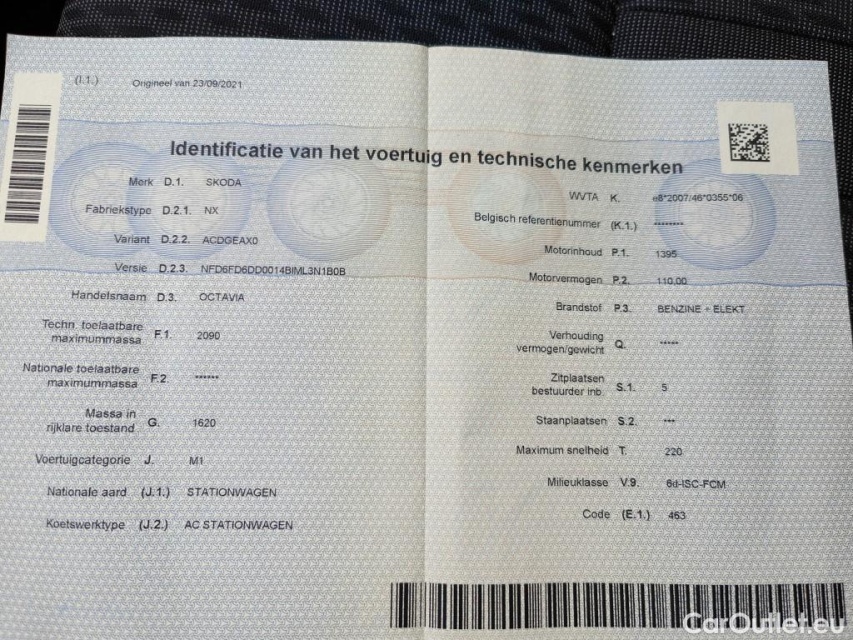 (I.1.) Origineel van 23/09/2021
Identificatie van het voertuig en technische kenmerken
Merk D.1. SKODA
Fabriekstype D.2.1. NX
Variant D.2.2. ACDGEAX0
Versie D.2.3. NFD6FD6DD0014BIML3N1B0B
Handelsnaam D.3. OCTAVIA
Techn. toelaatbare
maximummassa F.1. 2090
Nationale toelaatbare
maximummassa F.2. ******
Massa in
rijklare toestand G. 1620
Voertuigcategorie J. M1
Nationale aard (J.1.) STATIONWAGEN
Koetswerktype (J.2.) AC STATIONWAGEN
WVTA K. e8*2007/46*0355*06
Belgisch referentienummer (K.1.) ********
Motorinhoud P.1. 1395
Motorvermogen P.2. 110,00
Brandstof P.3. BENZINE + ELEKT
Verhouding
vermogen/gewicht Q. *****
Zitplaatsen
bestuurder inb. S.1. 5
Staanplaatsen S.2. ***
Maximum snelheid T. 220
Milieuklasse V.9. 6d-ISC-FCM
Code (E.1.) 463
CarOutlet.eu